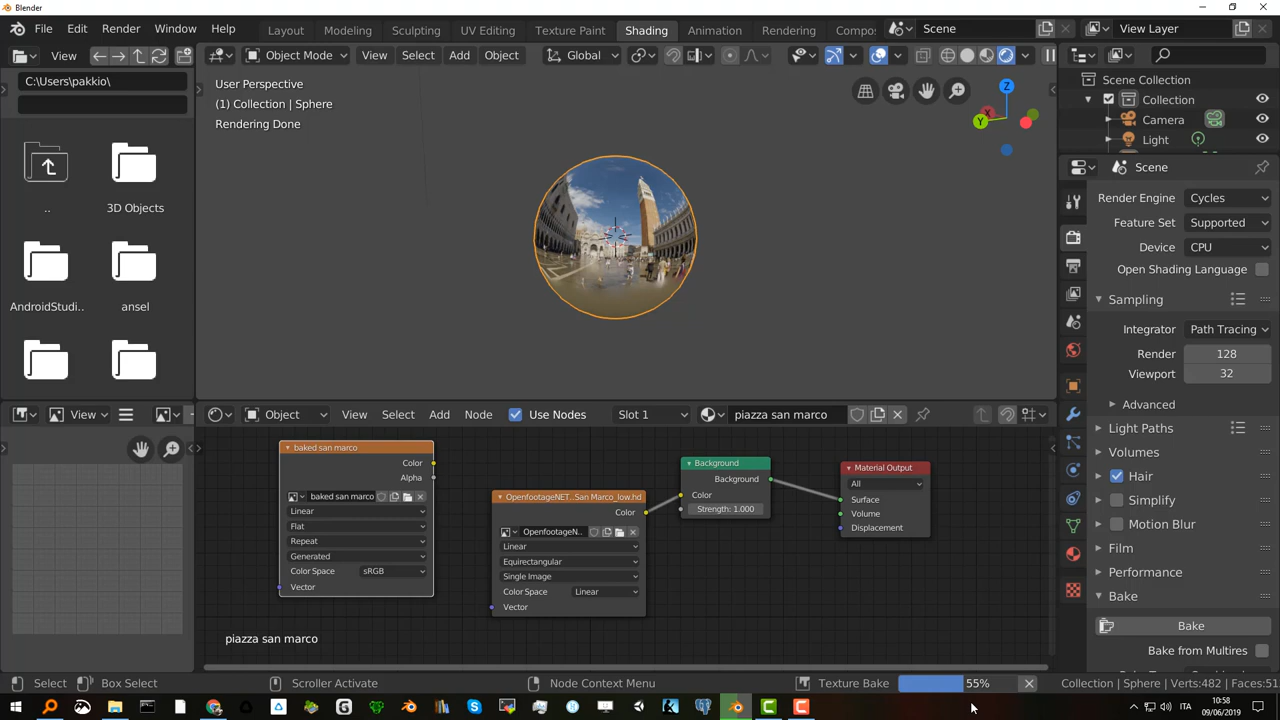 Blender
File Edit Render Window Help
Layout Modeling Sculpting UV Editing Texture Paint Shading Animation Rendering Compos
Scene
View Layer
View
Object Mode View Select Add Object
Global
C:\Users\pakkio\
..
3D Objects
AndroidStudi..
ansel
User Perspective
(1) Collection | Sphere
Rendering Done
Z
X
Y
Scene Collection
Collection
Camera
Light
Scene
Render Engine Cycles
Feature Set Supported
Device CPU
Open Shading Language
Sampling
Integrator Path Tracing
Render 128
Viewport 32
Advanced
Light Paths
Volumes
Hair
Simplify
Motion Blur
Film
Performance
Bake
Bake
Bake from Multires
View
Object View Select Add Node Use Nodes Slot 1 piazza san marco
baked san marco
Color
Alpha
baked san marco
Linear
Flat
Repeat
Generated
Color Space sRGB
Vector
OpenfootageNET...San Marco_low.hd
Color
OpenfootageN..
Linear
Equirectangular
Single Image
Color Space Linear
Vector
Background
Background
Color
Strength: 1.000
Material Output
All
Surface
Volume
Displacement
piazza san marco
Select Box Select Scroller Activate Node Context Menu Texture Bake 55% Collection | Sphere | Verts:482 | Faces:51
ITA
10:58
09/06/2019